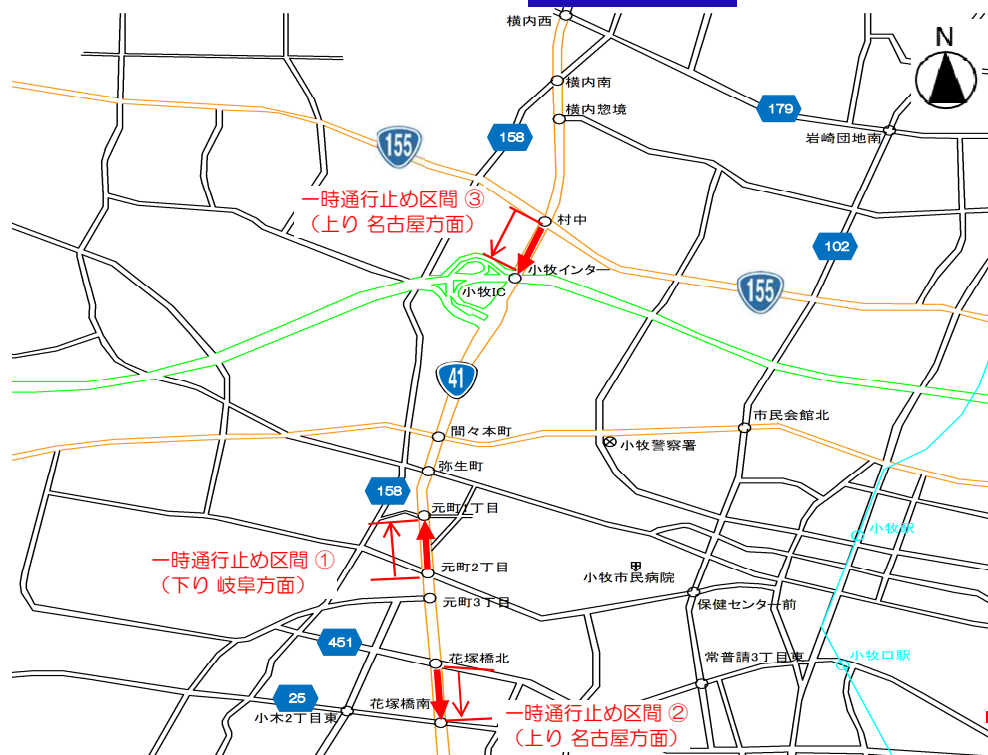 横内西
N
横内南
179
横内惣境
158
岩崎団地南
155
一時通行止め区間 ③
(上り 名古屋方面)
村中
102
小牧インター
小牧IC
155
41
市民会館北
間々本町
小牧警察署
弥生町
158
元町1丁目
小牧駅
一時通行止め区間 ①
(下り 岐阜方面)
元町2丁目
小牧市民病院
元町3丁目
保健センター前
451
花塚橋北
常普請3丁目東
小牧口駅
25
花塚橋南
小木2丁目東
一時通行止め区間 ②
(上り 名古屋方面)